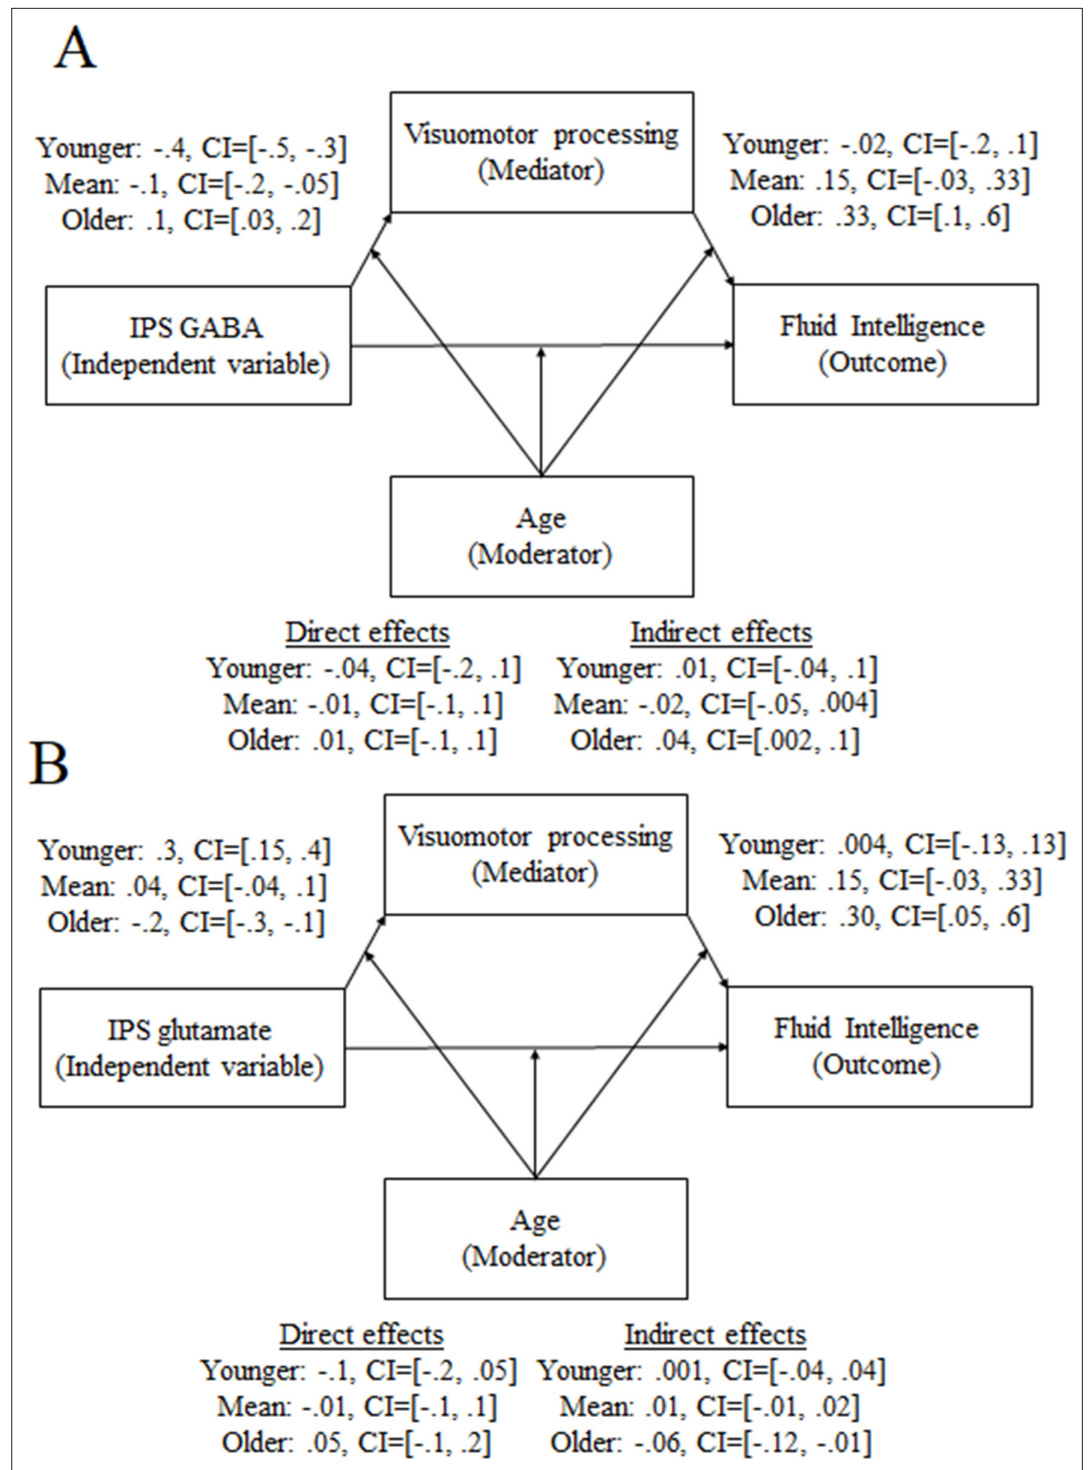 A
Visuomotor processing
(Mediator)
Younger: -.4, CI=[-.5, -.3]
Mean: -.1, CI=[-.2, -.05]
Older: .1, CI=[.03, .2]
Younger: -.02, CI=[-.2, .1]
Mean: .15, CI=[-.03, .33]
Older: .33, CI=[.1, .6]
IPS GABA
(Independent variable)
Fluid Intelligence
(Outcome)
Age
(Moderator)
Direct effects
Younger: -.04, CI=[-.2, .1]
Mean: -.01, CI=[-.1, .1]
Older: .01, CI=[-.1, .1]
Indirect effects
Younger: .01, CI=[-.04, .1]
Mean: -.02, CI=[-.05, .004]
Older: .04, CI=[.002, .1]
B
Visuomotor processing
(Mediator)
Younger: .3, CI=[.15, .4]
Mean: .04, CI=[-.04, .1]
Older: -.2, CI=[-.3, -.1]
Younger: .004, CI=[-.13, .13]
Mean: .15, CI=[-.03, .33]
Older: .30, CI=[.05, .6]
IPS glutamate
(Independent variable)
Fluid Intelligence
(Outcome)
Age
(Moderator)
Direct effects
Younger: -.1, CI=[-.2, .05]
Mean: -.01, CI=[-.1, .1]
Older: .05, CI=[-.1, .2]
Indirect effects
Younger: .001, CI=[-.04, .04]
Mean: .01, CI=[-.01, .02]
Older: -.06, CI=[-.12, -.01]